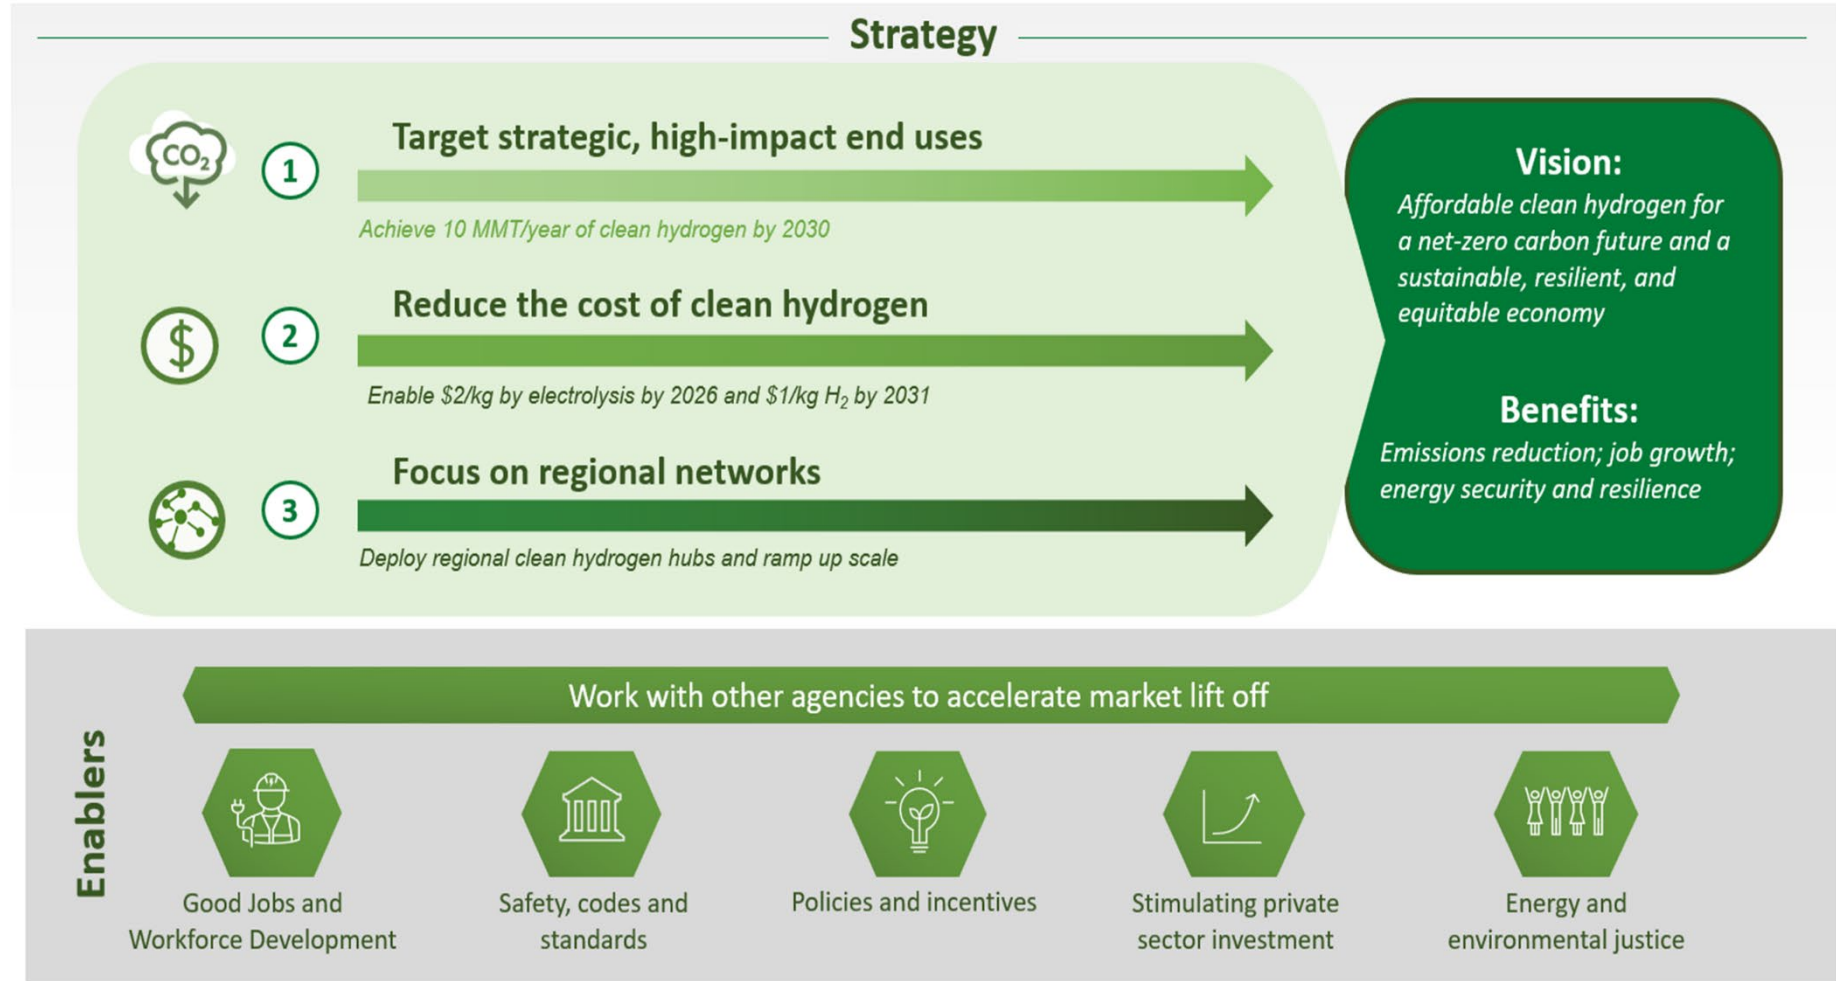 Strategy
CO2
1
Target strategic, high-impact end uses
Achieve 10 MMT/year of clean hydrogen by 2030
$
2
Reduce the cost of clean hydrogen
Enable $2/kg by electrolysis by 2026 and $1/kg H2 by 2031
3
Focus on regional networks
Deploy regional clean hydrogen hubs and ramp up scale
Vision:
Affordable clean hydrogen for
a net-zero carbon future and a
sustainable, resilient, and
equitable economy
Benefits:
Emissions reduction; job growth;
energy security and resilience
Enablers
Work with other agencies to accelerate market lift off
Good Jobs and
Workforce Development
Safety, codes and
standards
Policies and incentives
Stimulating private
sector investment
Energy and
environmental justice